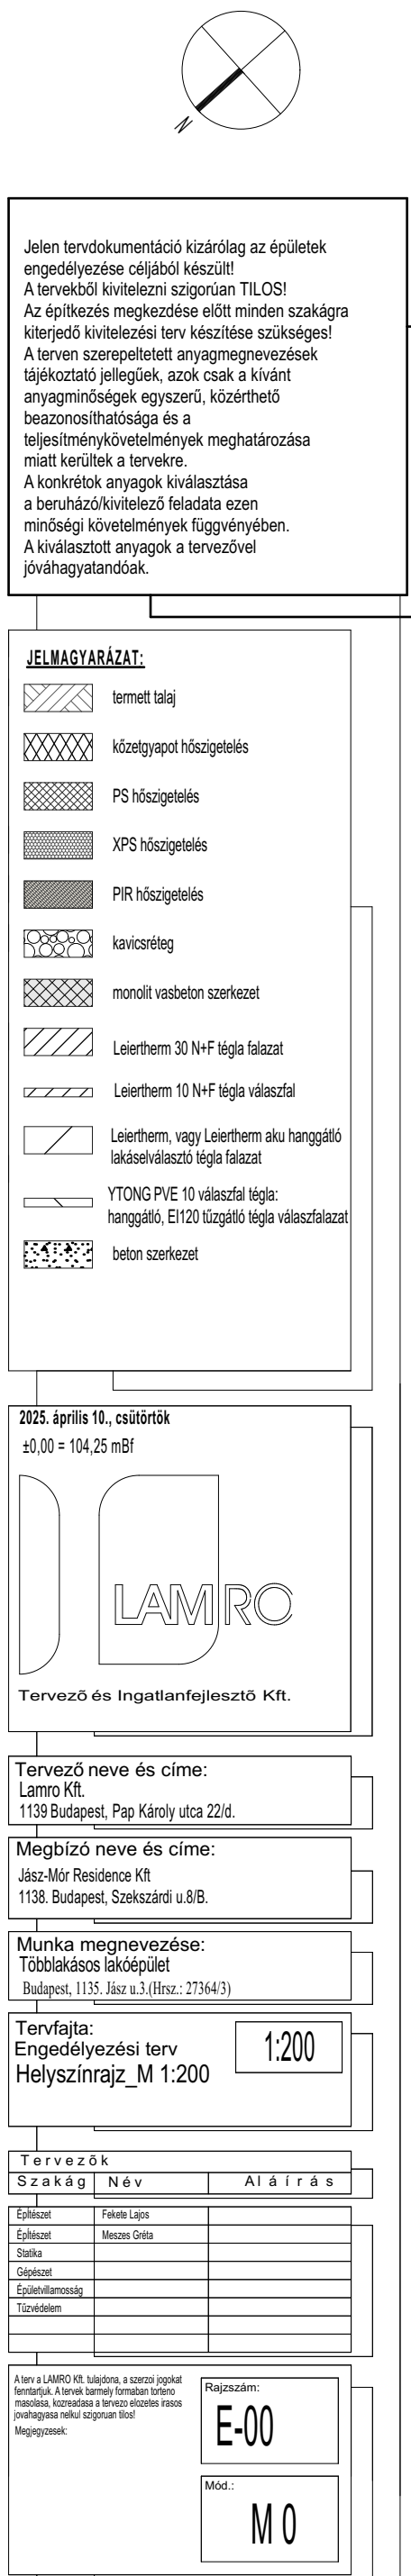 N
Jelen tervdokumentáció kizárólag az épületek
engedélyezése céljából készült!
A tervekből kivitelezni szigorúan TILOS!
Az építkezés megkezdése előtt minden szakágra
kiterjedő kivitelezési terv készítése szükséges!
A terven szerepeltetett anyagmegnevezések
tájékoztató jellegűek, azok csak a kívánt
anyagminőségek egyszerű, közérthető
beazonosíthatósága és a
teljesítménykövetelmények meghatározása
miatt kerültek a tervekre.
A konkrétok anyagok kiválasztása
a beruházó/kivitelező feladata ezen
minőségi követelmények függvényében.
A kiválasztott anyagok a tervezővel
jóváhagyatandóak.
JELMAGYARÁZAT:
termett talaj
kőzetgyapot hőszigetelés
PS hőszigetelés
XPS hőszigetelés
PIR hőszigetelés
kavicsréteg
monolit vasbeton szerkezet
Leiertherm 30 N+F tégla falazat
Leiertherm 10 N+F tégla válaszfal
Leiertherm, vagy Leiertherm aku hanggátló
lakáselválasztó tégla falazat
YTONG PVE 10 válaszfal tégla:
hanggátló, EI120 tűzgátló tégla válaszfalazat
beton szerkezet
2025. április 10., csütörtök
±0,00 = 104,25 mBf
LAMRO
Tervezõ és Ingatlanfejlesztõ Kft.
Tervező neve és címe:
Lamro Kft.
1139 Budapest, Pap Károly utca 22/d.
Megbízó neve és címe:
Jász-Mór Residence Kft
1138. Budapest, Szekszárdi u.8/B.
Munka megnevezése:
Többlakásos lakóépület
Budapest, 1135. Jász u.3.(Hrsz.: 27364/3)
Tervfajta:
Engedélyezési terv
Helyszínrajz_M 1:200
1:200
Tervezők
Szakág Név Aláírás
Építészet Fekete Lajos
Építészet Meszes Gréta
Statika
Gépészet
Épületvillamosság
Tűzvédelem
A terv a LAMRO Kft. tulajdona, a szerzoi jogokat
fenntartjuk. A tervek barmely formaban torteno
masolasa, kozreadasa a tervezo elozetes irasos
jovahagyasa nelkul szigoruan tilos!
Megjegyzesek:
Rajzszám:
E-00
Mód.:
M 0